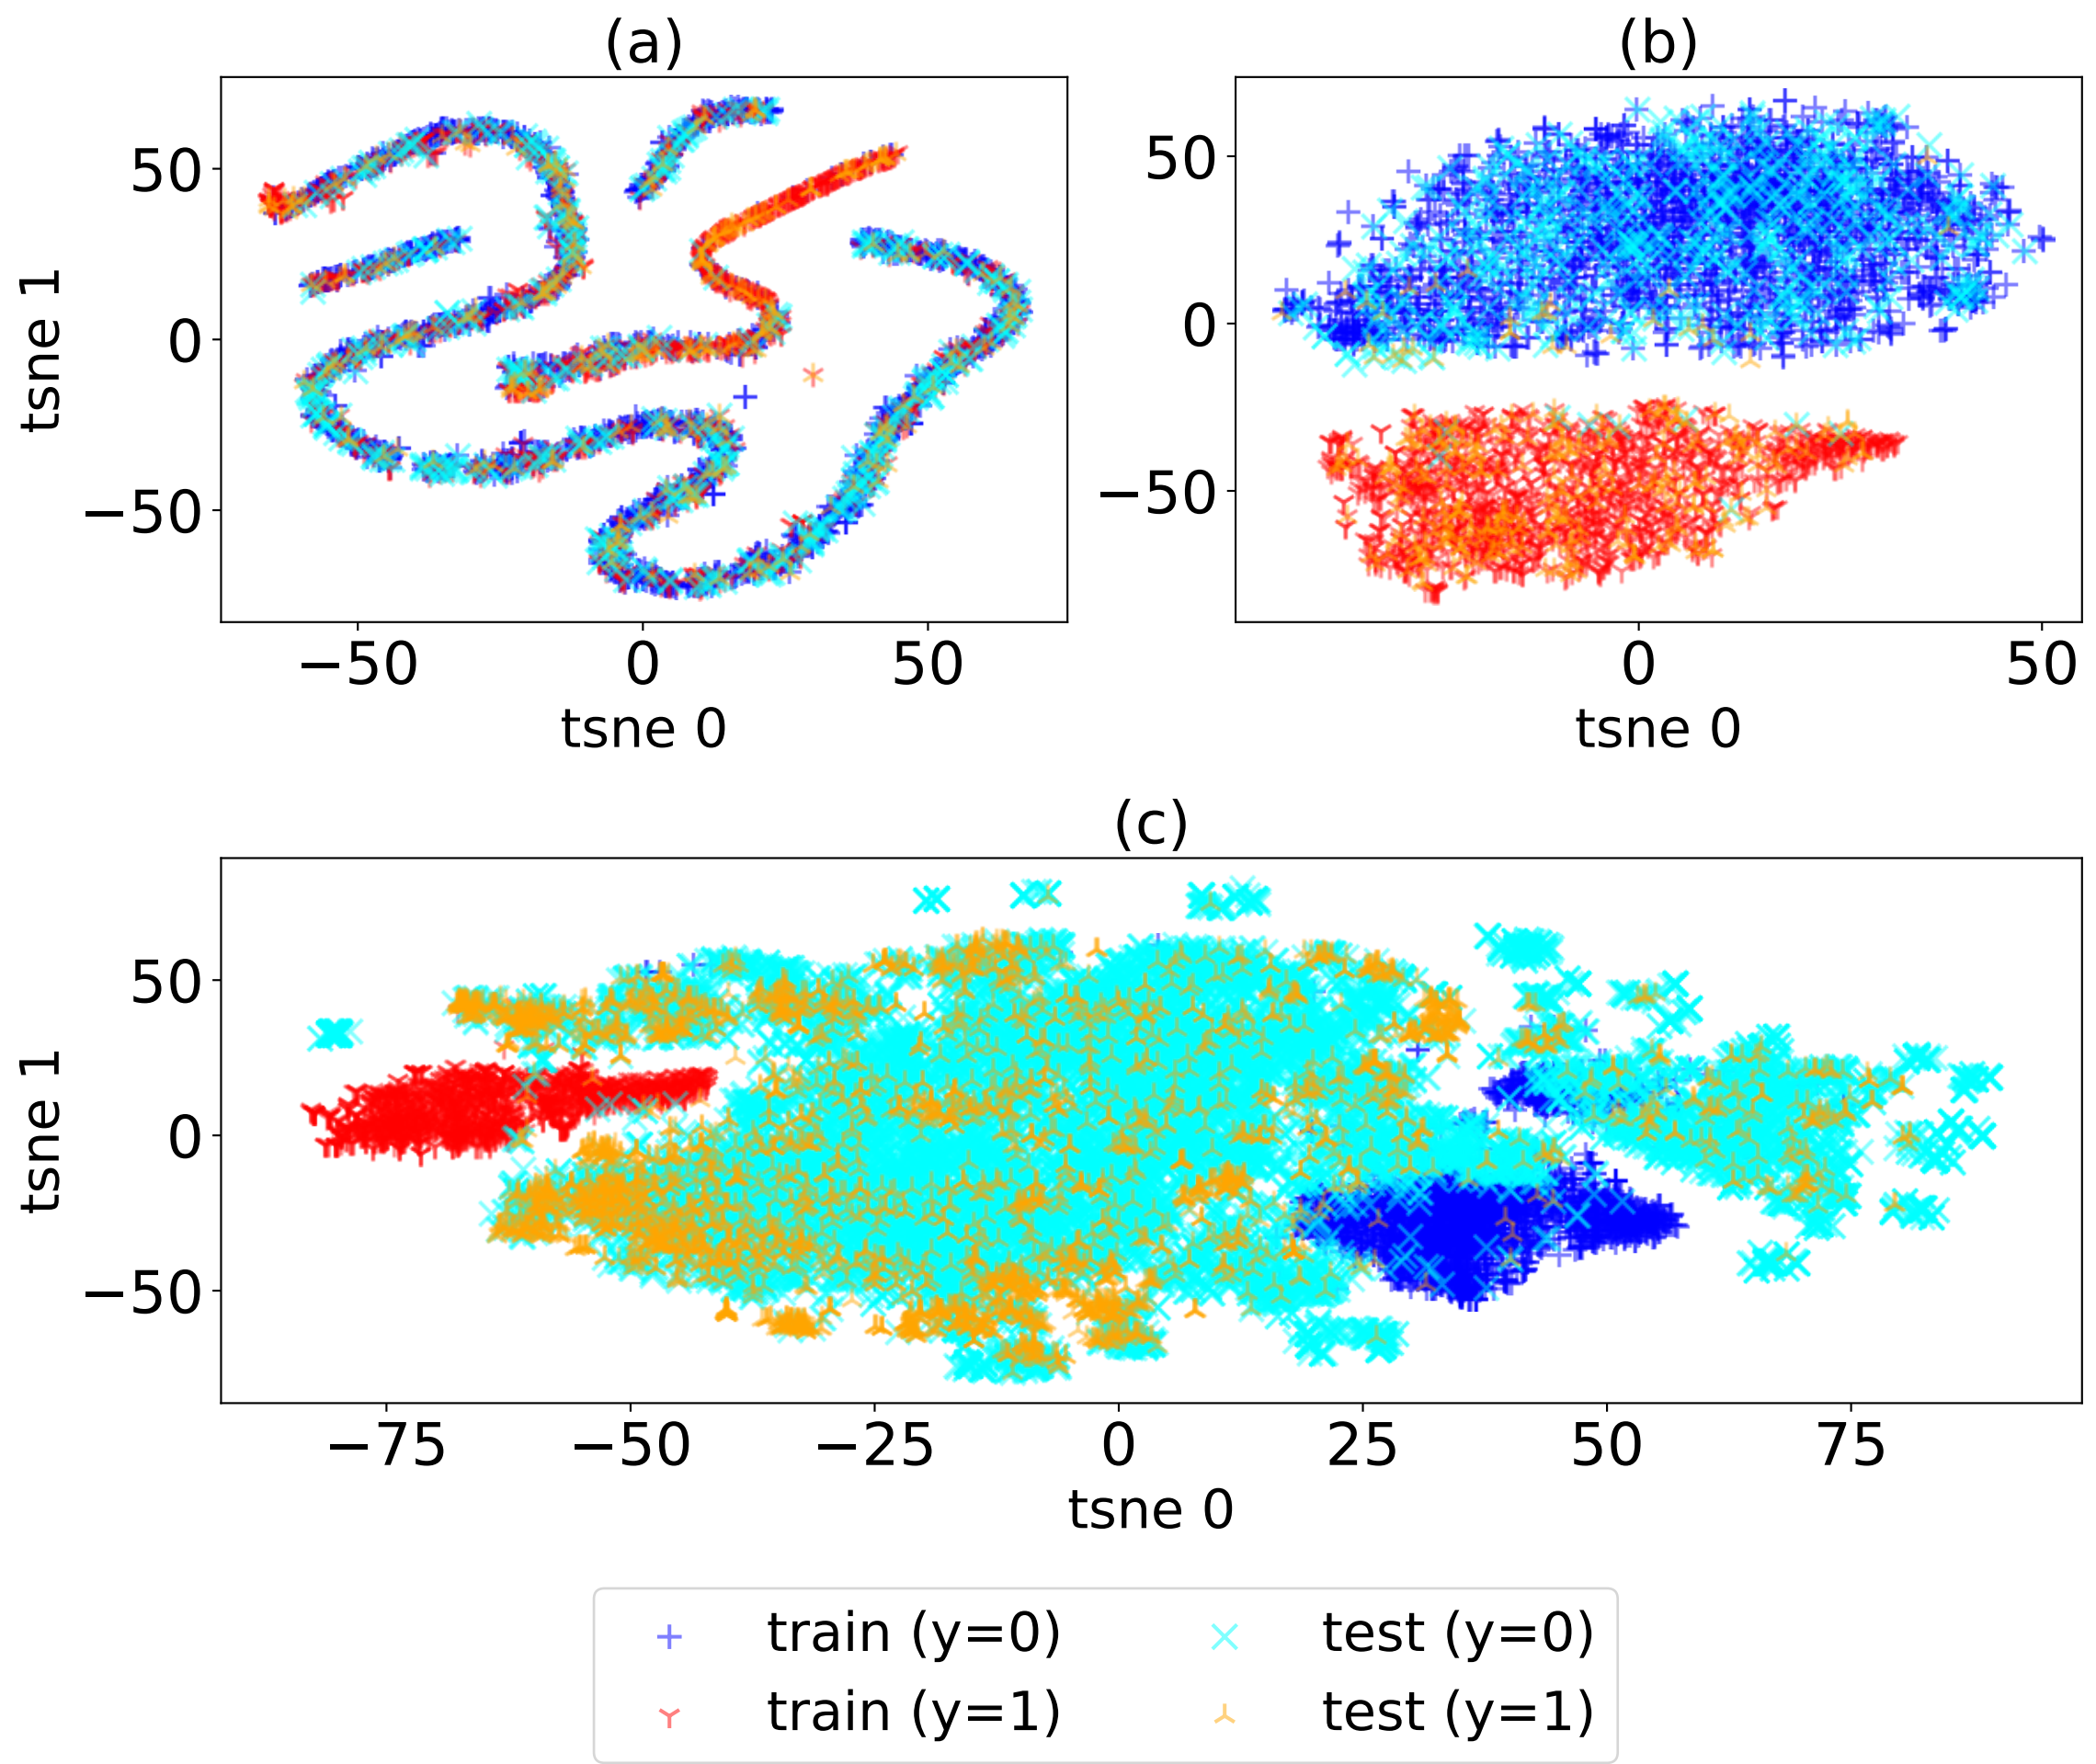 (a)
(b)
tsne 1
50
0
−50
50
0
−50
−50 0 50
0 50
tsne 0
tsne 0
(c)
tsne 1
50
0
−50
−75 −50 −25 0 25 50 75
tsne 0
train (y=0) test (y=0)
train (y=1) test (y=1)